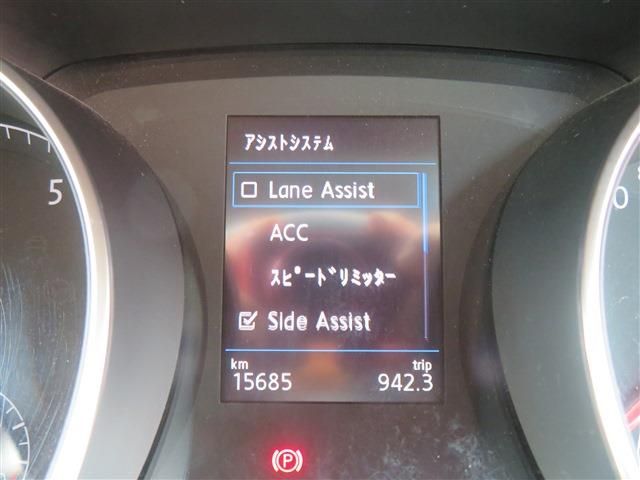 アシストシステム
Lane Assist
ACC
スピードリミッター
Side Assist
km trip
15685 942.3
5
0
P